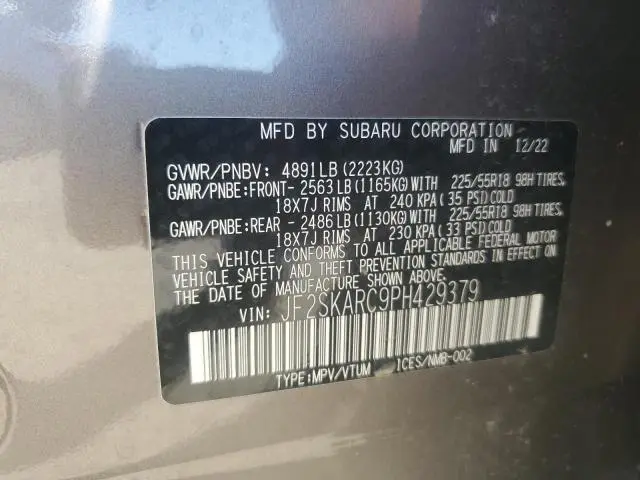 MFD BY SUBARU CORPORATION
MFD IN 12/22
GVWR/PNBV: 4891LB(2223KG)
GAWR/PNBE:FRONT- 2563LB(1165KG)WITH 225/55R18 98H TIRES,
18X7J RIMS AT 240 KPA(35 PSI)COLD
GAWR/PNBE:REAR - 2486LB(1130KG)WITH 225/55R18 98H TIRES,
18X7J RIMS AT 230 KPA(33 PSI)COLD
THIS VEHICLE CONFORMS TO ALL APPLICABLE FEDERAL MOTOR
VEHICLE SAFETY AND THEFT PREVENTION STANDARDS IN EFFECT ON
THE DATE OF MANUFACTURE SHOWN ABOVE.
VIN: JF2SKARC9PH429379
TYPE:MPV/VTUM ICES/NMB-002